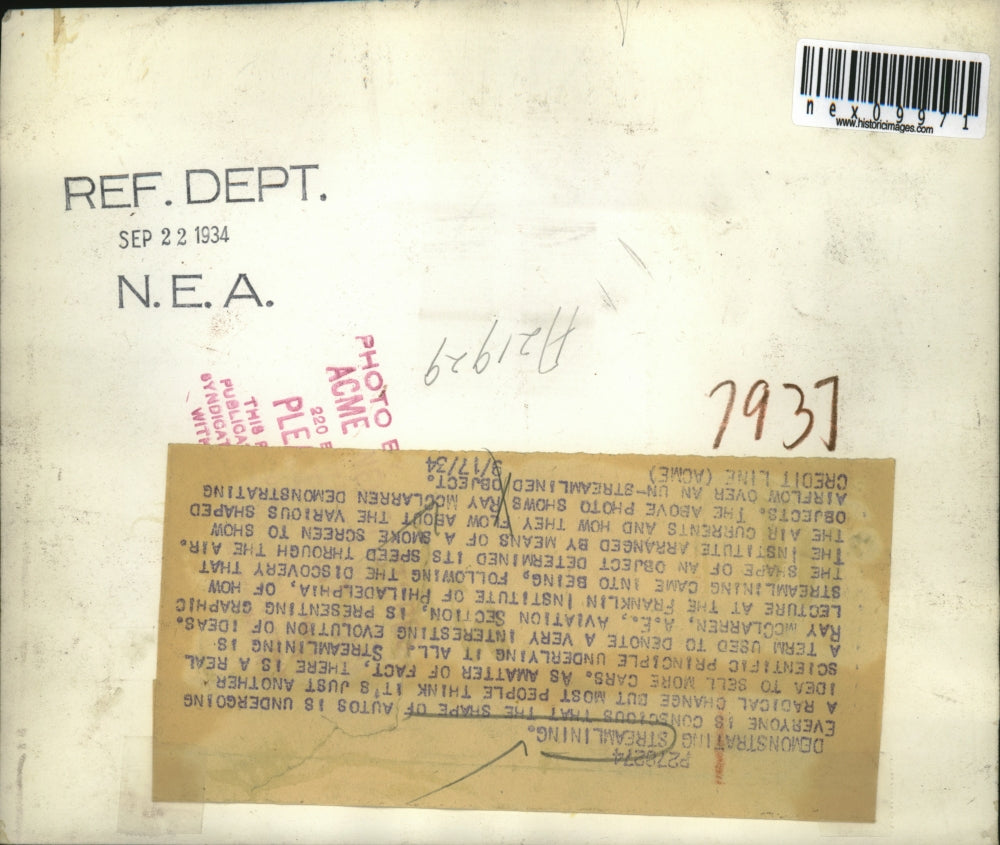 nex09971
www.historicimages.com
REF. DEPT.
SEP 22 1934
N.E.A.
A21929
PHOTO
ACME
220
PLE
THIS
PUBLICA
SYNDICAT
WITH
DEMONSTRATING STREAMLINING.
EVERYONE IS CONSCIOUS THAT THE SHAPE OF AUTOS IS UNDERGOING
A RADICAL CHANGE BUT MOST PEOPLE THINK IT'S JUST ANOTHER
IDEA TO SELL MORE CARS. AS AMATTER OF FACT, THERE IS A REAL
SCIENTIFIC PRINCIPLE UNDERLYING IT ALL. STREAMLING IS
A TERM USED TO DENOTE A VERY INTERESTING EVOLUTION OF IDEAS.
RAY MCCLARREN, A.E., AVIATION SECTION, IS PRESENTING GRAPHIC
LECTURE AT THE FRANKLIN INSTITUTE OF PHILADELPHIA, OF HOW
STREAMLINING CAME INTO BEING, FOLLOWING THE DISCOVERY THAT
THE SHAPE OF AN OBJECT DETERMINED ITS SPEED THROUGH THE AIR.
THE INSTITUTE ARRANGED BY MEANS OF A SMOKE SCREEN TO SHOW
THE AIR CURRENTS AND HOW THEY FLOW ABOUT THE VARIOUS SHAPED
OBJECTS. THE ABOVE PHOTO SHOWS RAY MCCLARREN DEMONSTRATING
AIRFLOW OVER AN UN-STREAMLINED OBJECT.
CREDIT LINE (ACME) 9/17/34